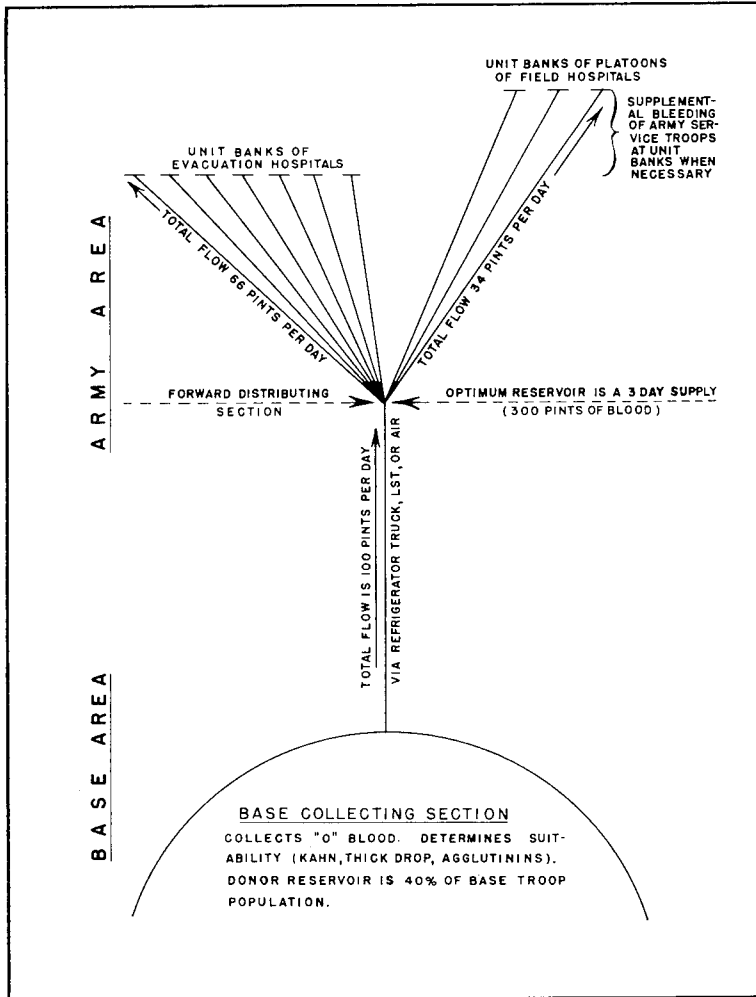 UNIT BANKS OF PLATOONS
OF FIELD HOSPITALS
SUPPLEMENT-
AL BLEEDING
OF ARMY SER-
VICE TROOPS
AT UNIT
BANKS WHEN
NECESSARY
UNIT BANKS OF
EVACUATION HOSPITALS
TOTAL FLOW 66 PINTS PER DAY
TOTAL FLOW 34 PINTS PER DAY
ARMY AREA
FORWARD DISTRIBUTING
SECTION
OPTIMUM RESERVOIR IS A 3 DAY SUPPLY
(300 PINTS OF BLOOD)
TOTAL FLOW IS 100 PINTS PER DAY
VIA REFRIGERATOR TRUCK, LST, OR AIR
BASE AREA
BASE COLLECTING SECTION
COLLECTS "O" BLOOD. DETERMINES SUIT-
ABILITY (KAHN, THICK DROP, AGGLUTININS).
DONOR RESERVOIR IS 40% OF BASE TROOP
POPULATION.